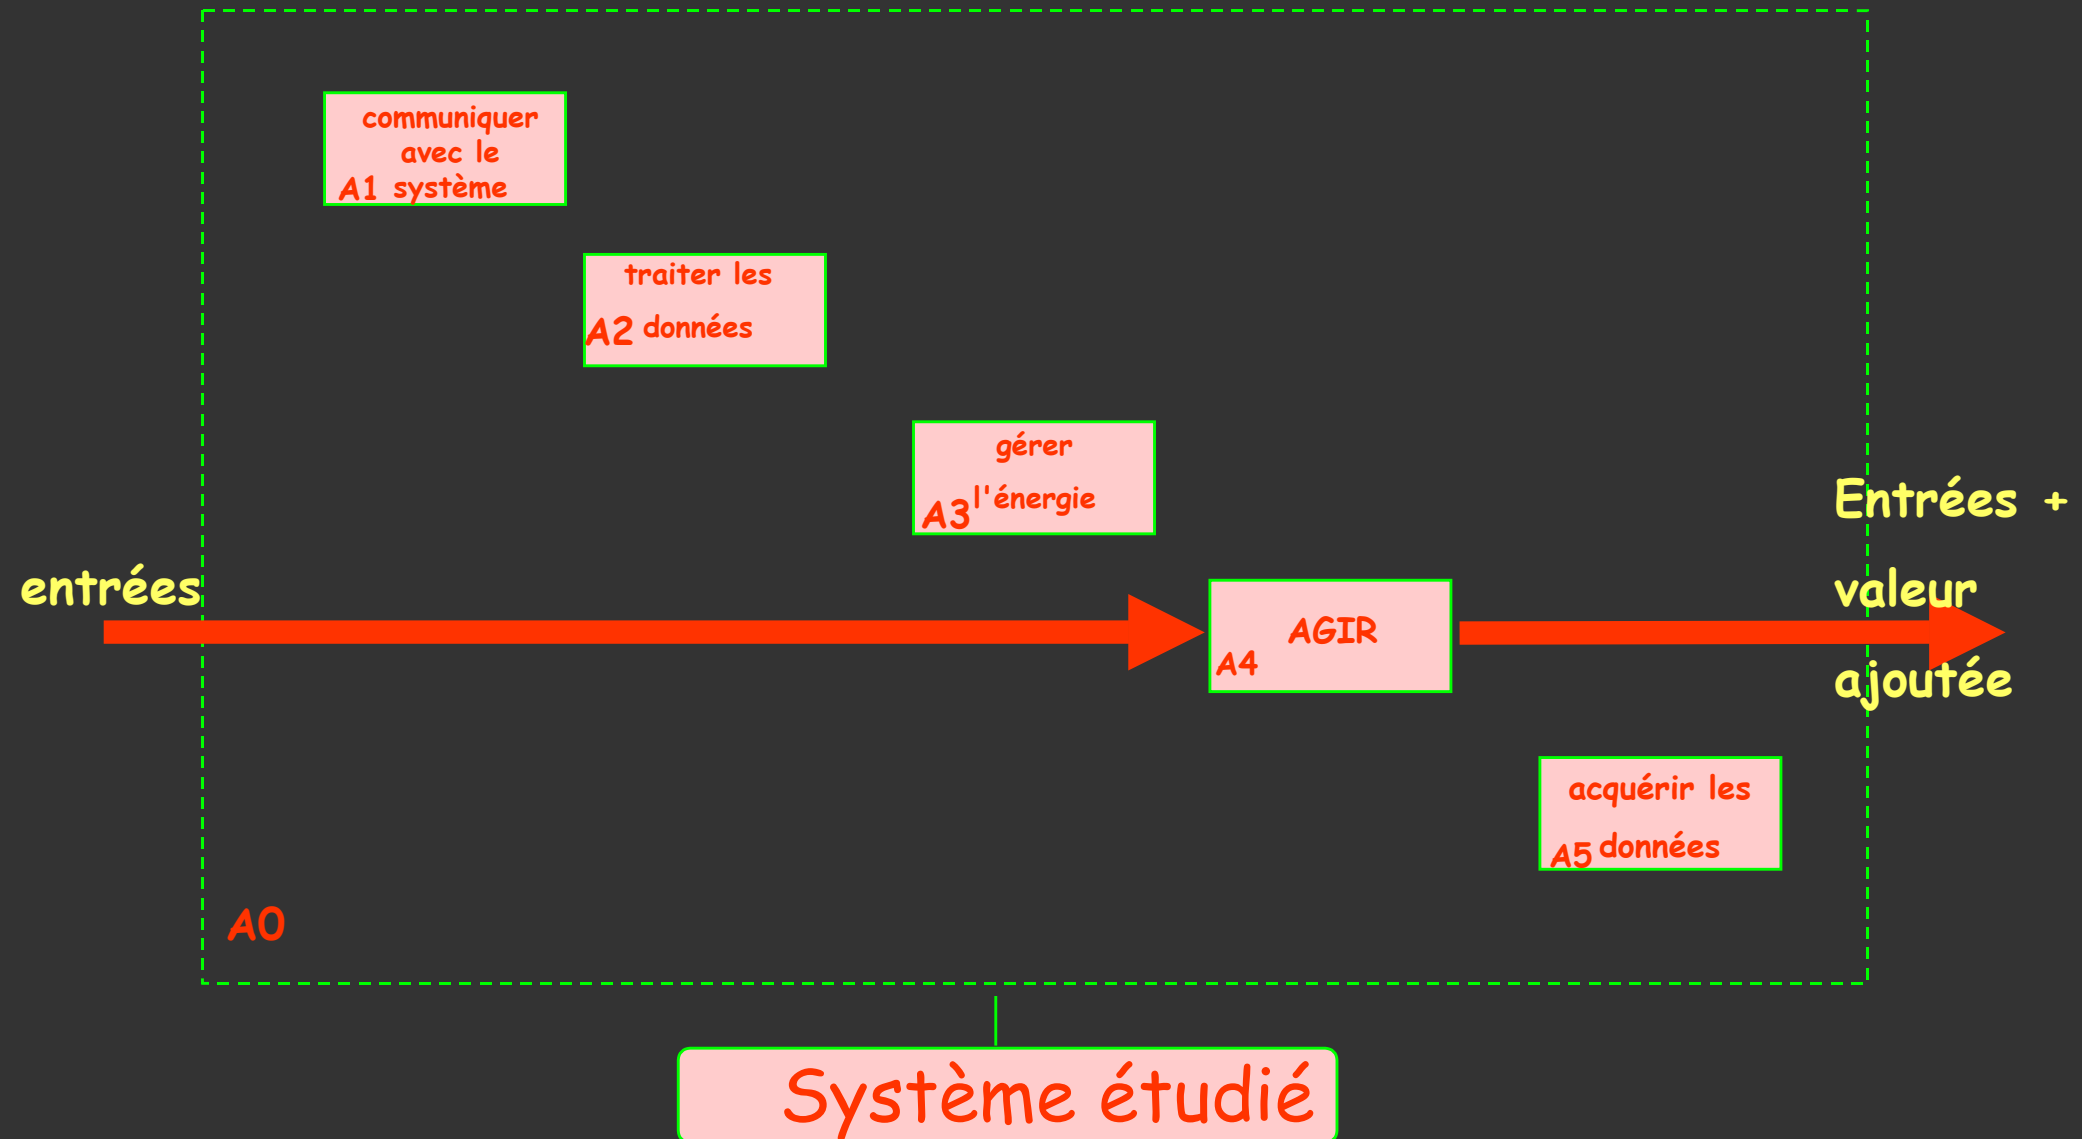 communiquer
avec le
A1 système
traiter les
A2 données
gérer
A3 l'énergie
Entrées +
entrées
valeur
AGIR
A4
ajoutée
acquérir les
A5 données
A0
Système étudié